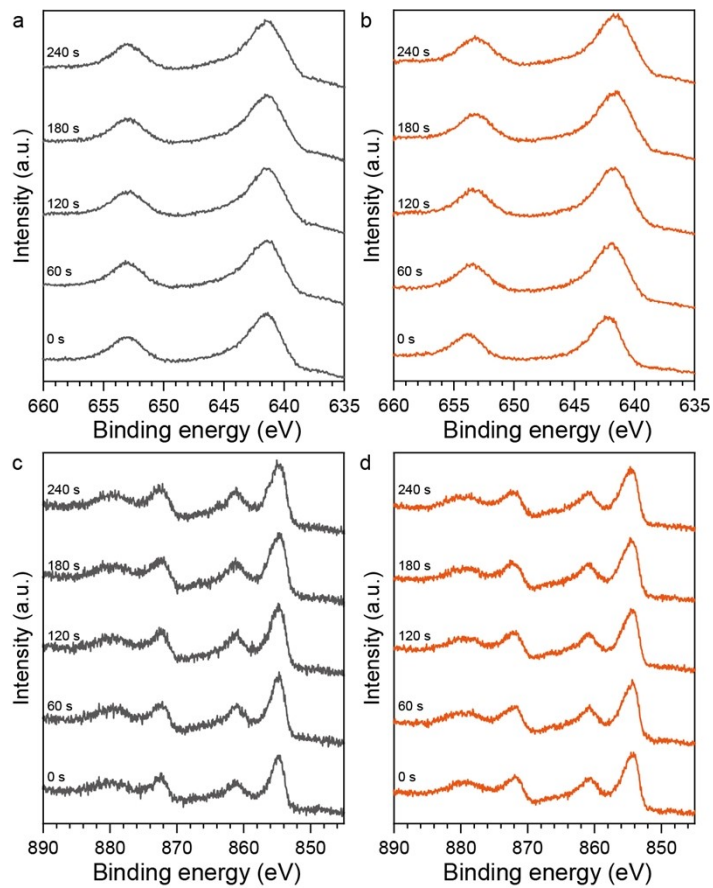 a
240 s
180 s
120 s
60 s
0 s
Intensity (a.u.)
660 655 650 645 640 635
Binding energy (eV)
b
240 s
180 s
120 s
60 s
0 s
Intensity (a.u.)
660 655 650 645 640 635
Binding energy (eV)
c
240 s
180 s
120 s
60 s
0 s
Intensity (a.u.)
890 880 870 860 850
Binding energy (eV)
d
240 s
180 s
120 s
60 s
0 s
Intensity (a.u.)
890 880 870 860 850
Binding energy (eV)